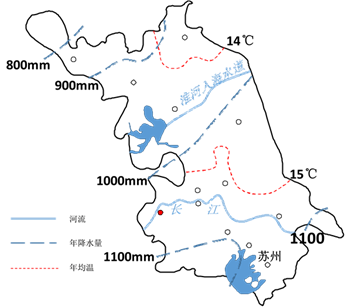 14℃
800mm
900mm
淮河入海水道
1000mm
15℃
长江
1100
1100mm
苏州
河流
年降水量
年均温